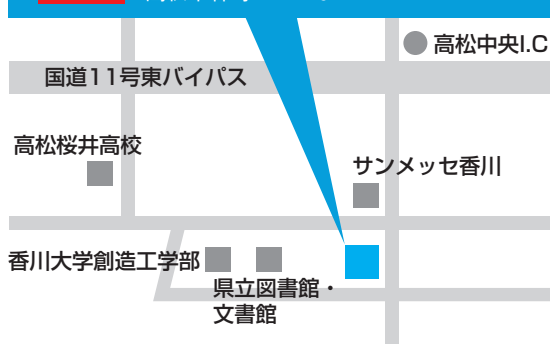 高松中央I.C
国道11号東バイパス
高松桜井高校
サンメッセ香川
香川大学創造工学部
県立図書館・
文書館